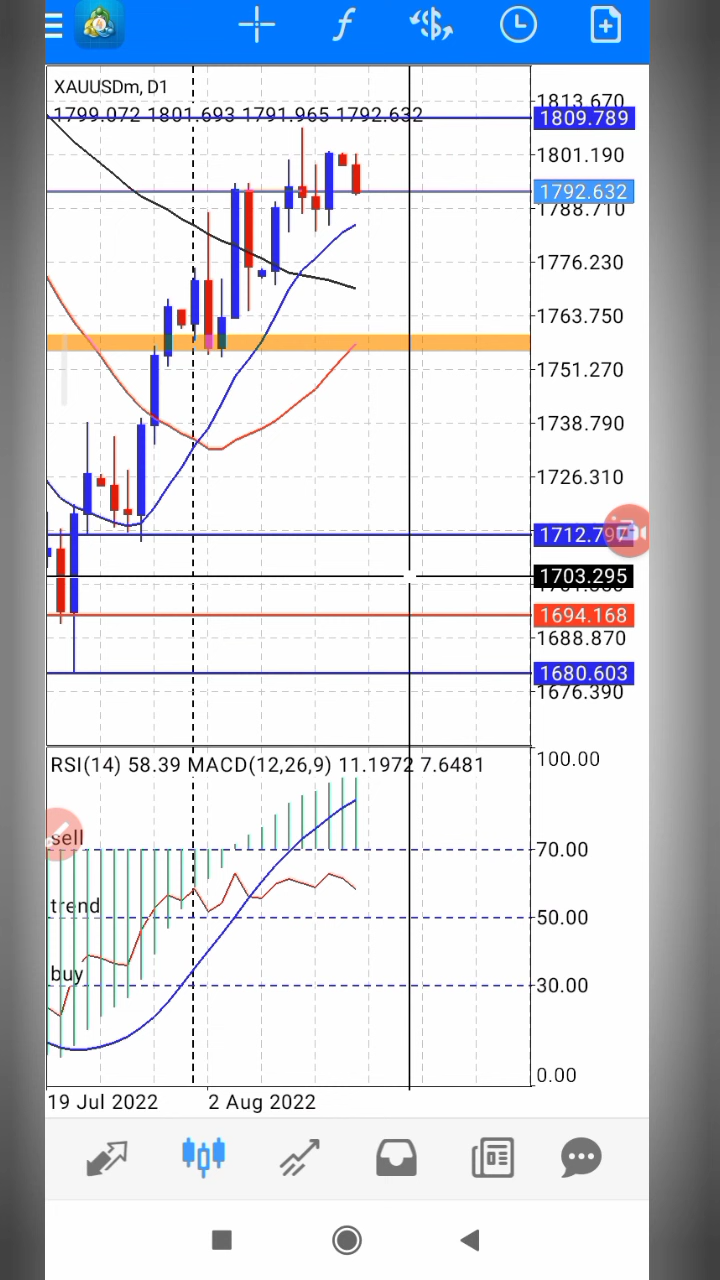 XAUUSDm, D1
1799.072 1801.693 1791.965 1792.632
1813.670
1809.789
1801.190
1792.632
1788.710
1776.230
1763.750
1751.270
1738.790
1726.310
1703.295
1694.168
1688.870
1680.603
1676.390
RSI(14) 58.39 MACD(12,26,9) 11.1972 7.6481
100.00
sell
70.00
trend
50.00
buy
30.00
0.00
19 Jul 2022 2 Aug 2022